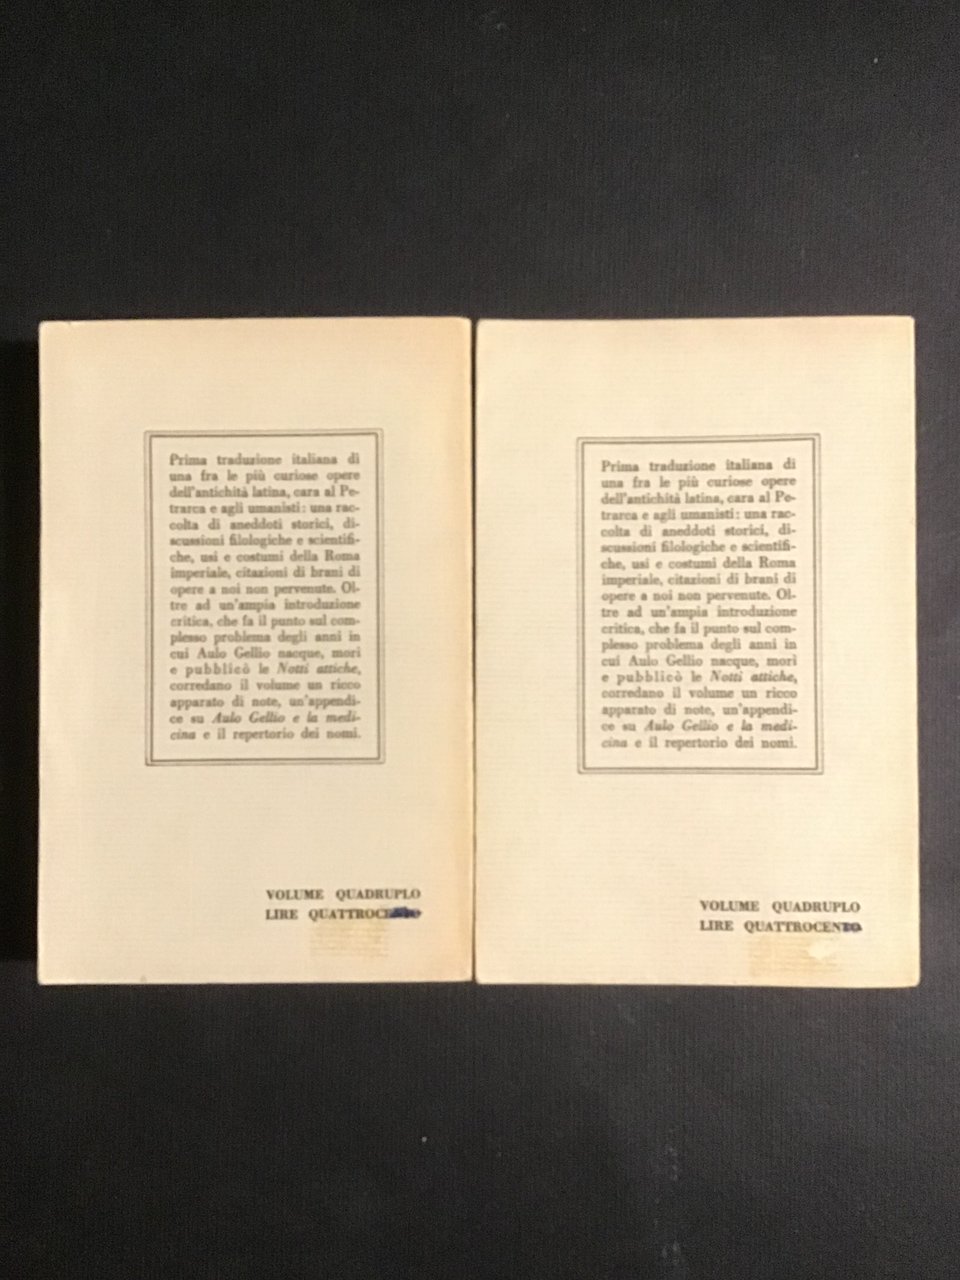 Prima traduzione italiana di
una fra le più curiose opere
dell'antichità latina, cara al Pe-
trarca e agli umanisti: una rac-
colta di aneddoti storici, di-
scussioni filologiche e scientifi-
che, usi e costumi della Roma
imperiale, citazioni di brani di
opere a noi non pervenute. Ol-
tre ad un'ampia introduzione
critica, che fa il punto sul com-
plesso problema degli anni in
cui Aulo Gellio nacque, morì
e pubblicò le Notti attiche,
corredano il volume un ricco
apparato di note, un'appendi-
ce su Aulo Gellio e la medi-
cina e il repertorio dei nomi.
VOLUME QUADRUPLO
LIRE QUATTROCENTO
Prima traduzione italiana di
una fra le più curiose opere
dell'antichità latina, cara al Pe-
trarca e agli umanisti: una rac-
colta di aneddoti storici, di-
scussioni filologiche e scientifi-
che, usi e costumi della Roma
imperiale, citazioni di brani di
opere a noi non pervenute. Ol-
tre ad un'ampia introduzione
critica, che fa il punto sul com-
plesso problema degli anni in
cui Aulo Gellio nacque, morì
e pubblicò le Notti attiche,
corredano il volume un ricco
apparato di note, un'appendi-
ce su Aulo Gellio e la medi-
cina e il repertorio dei nomi.
VOLUME QUADRUPLO
LIRE QUATTROCENTO